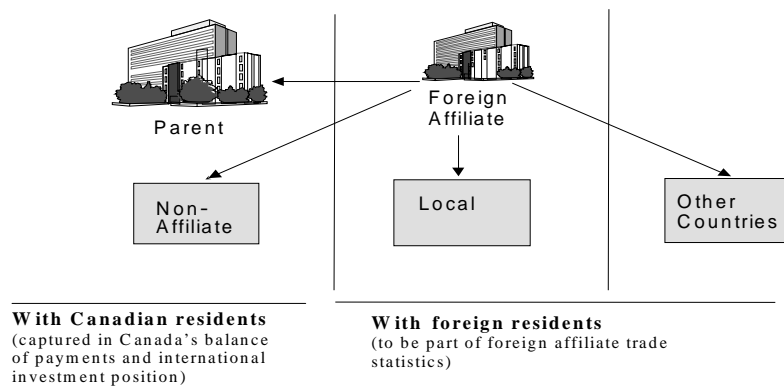 Parent
Foreign
Affiliate
Non-
Affiliate
Local
Other
Countries
With Canadian residents
(captured in Canada's balance
of payments and international
investment position)
With foreign residents
(to be part of foreign affiliate trade
statistics)